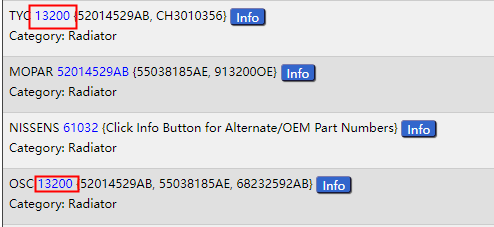 TYC 13200 {52014529AB, CH3010356} Info
Category: Radiator
MOPAR 52014529AB {55038185AE, 913200OE} Info
Category: Radiator
NISSENS 61032 {Click Info Button for Alternate/OEM Part Numbers} Info
Category: Radiator
OSC 13200 {52014529AB, 55038185AE, 68232592AB} Info
Category: Radiator